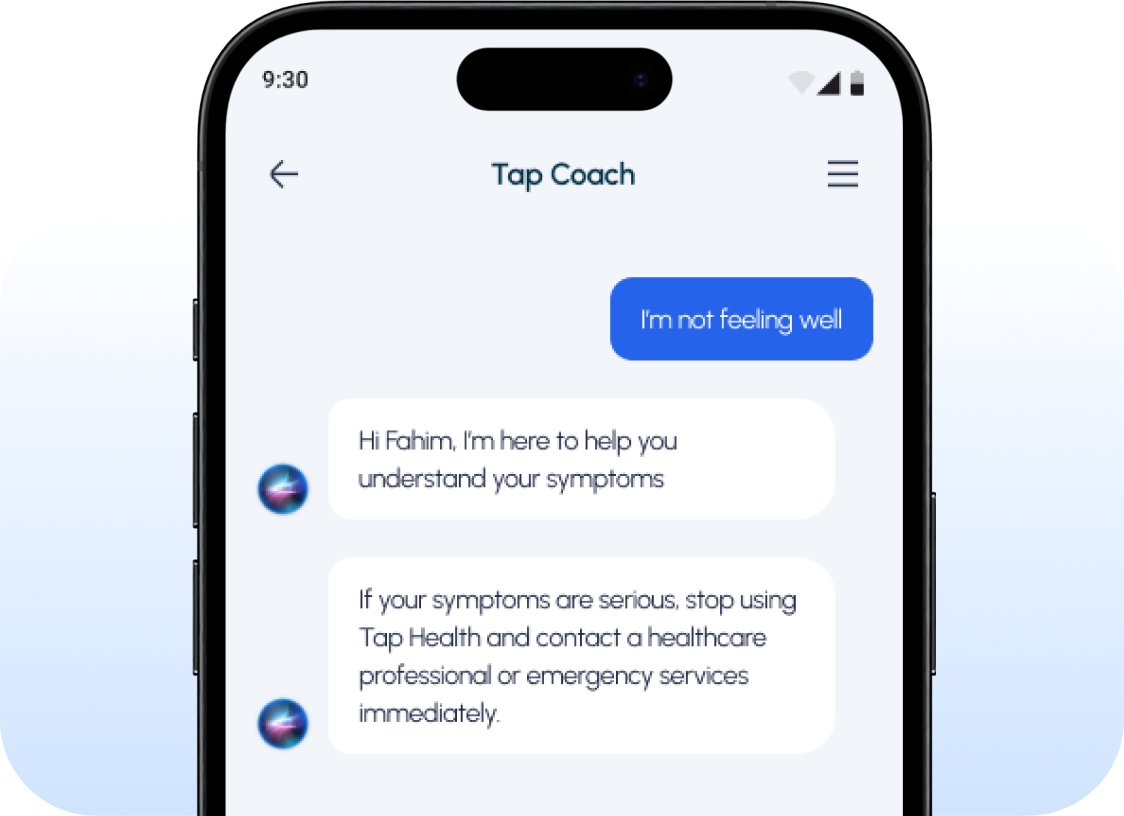 9:30
Tap Coach
I'm not feeling well
Hi Fahim, I'm here to help you
understand your symptoms
If your symptoms are serious, stop using
Tap Health and contact a healthcare
professional or emergency services
immediately.